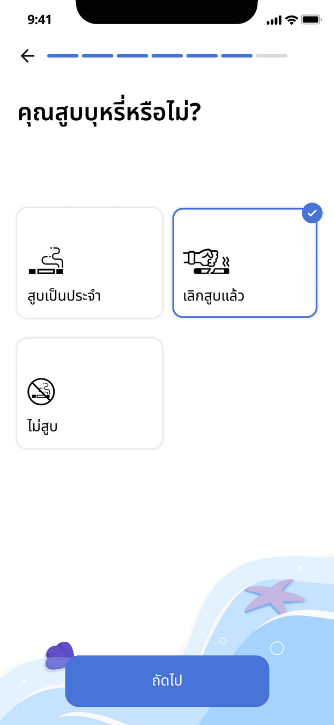 9:41
คุณสูบบุหรี่หรือไม่?
สูบเป็นประจำ
เลิกสูบแล้ว
ไม่สูบ
ถัดไป